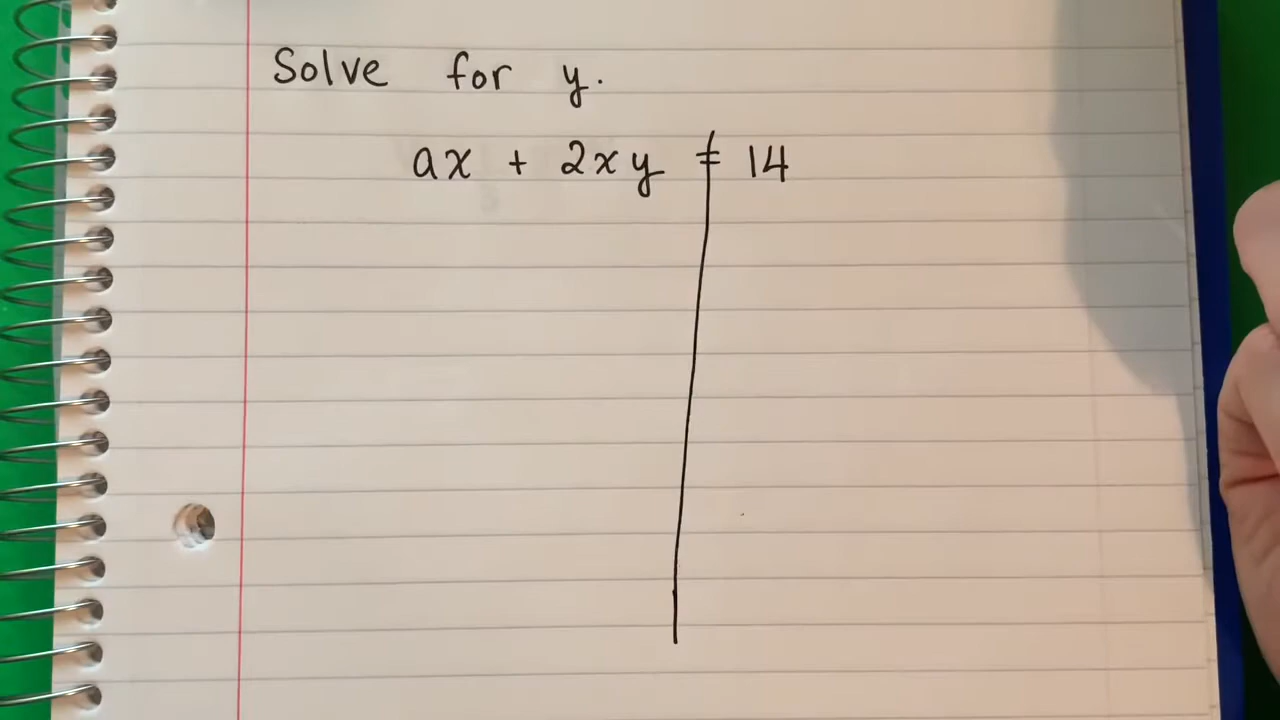 Solve for y.
ax + 2xy = 14